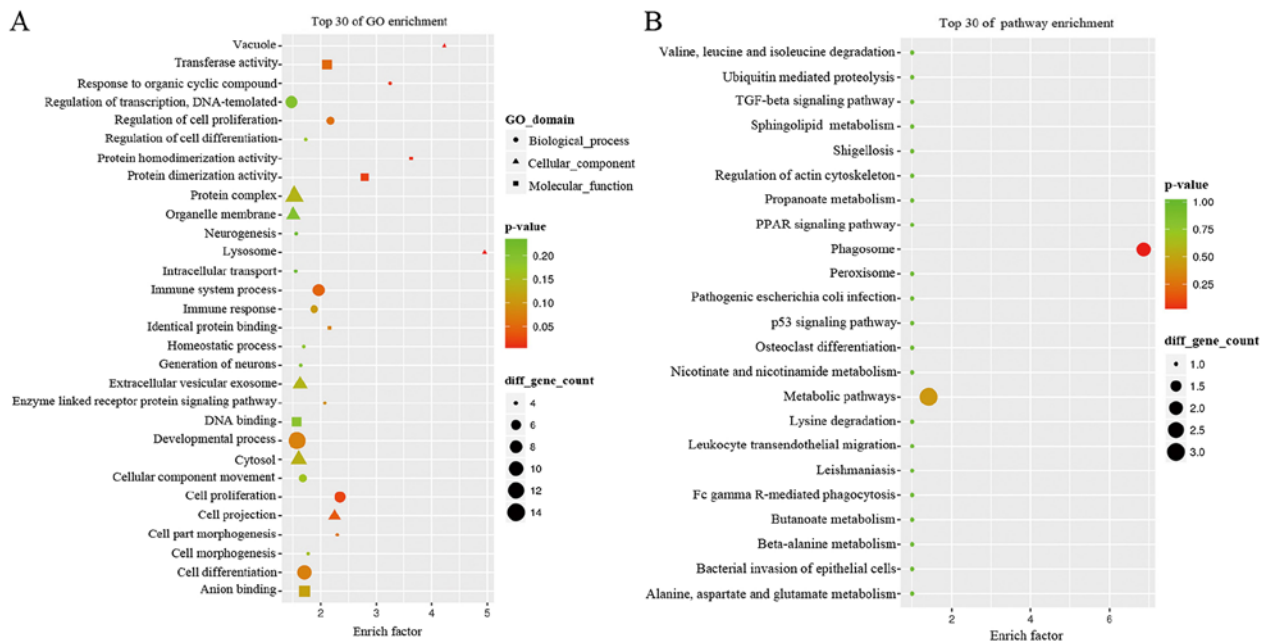 A
Top 30 of GO enrichment
Vacuole
Transferase activity
Response to organic cyclic compound
Regulation of transcription, DNA-temolated
Regulation of cell proliferation
Regulation of cell differentiation
Protein homodimerization activity
Protein dimerization activity
Protein complex
Organelle membrane
Neurogenesis
Lysosome
Intracellular transport
Immune system process
Immune response
Identical protein binding
Homeostatic process
Generation of neurons
Extracellular vesicular exosome
Enzyme linked receptor protein signaling pathway
DNA binding
Developmental process
Cytosol
Cellular component movement
Cell proliferation
Cell projection
Cell part morphogenesis
Cell morphogenesis
Cell differentiation
Anion binding
2 3 4 5
Enrich factor
GO_domain
Biological_process
Cellular_component
Molecular_function
p-value
0.20
0.15
0.10
0.05
diff_gene_count
4
6
8
10
12
14
B
Top 30 of pathway enrichment
Valine, leucine and isoleucine degradation
Ubiquitin mediated proteolysis
TGF-beta signaling pathway
Sphingolipid metabolism
Shigellosis
Regulation of actin cytoskeleton
Propanoate metabolism
PPAR signaling pathway
Phagosome
Peroxisome
Pathogenic escherichia coli infection
p53 signaling pathway
Osteoclast differentiation
Nicotinate and nicotinamide metabolism
Metabolic pathways
Lysine degradation
Leukocyte transendothelial migration
Leishmaniasis
Fc gamma R-mediated phagocytosis
Butanoate metabolism
Beta-alanine metabolism
Bacterial invasion of epithelial cells
Alanine, aspartate and glutamate metabolism
2 4 6
Enrich factor
p-value
1.00
0.75
0.50
0.25
diff_gene_count
1.0
1.5
2.0
2.5
3.0